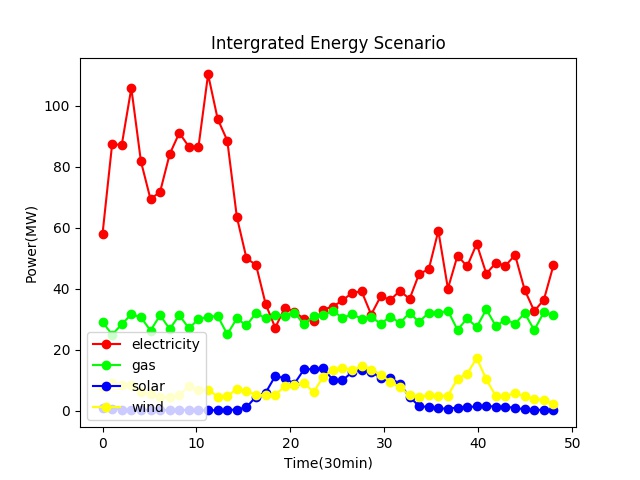 Intergrated Energy Scenario
Power(MW)
100
80
60
40
20
0
electricity
gas
solar
wind
0 10 20 30 40 50
Time(30min)